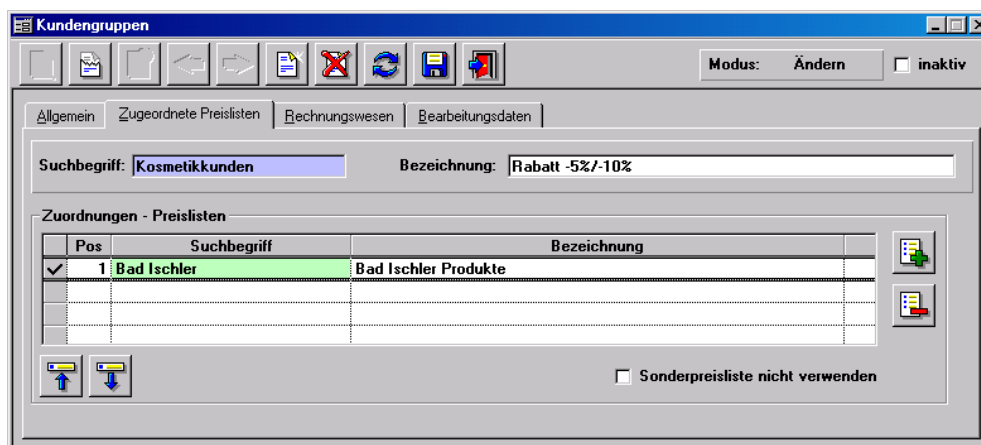 Kundengruppen
Modus: Ändern inaktiv
Allgemein Zugeordnete Preislisten Rechnungswesen Bearbeitungsdaten
Suchbegriff: Kosmetikkunden Bezeichnung: Rabatt -5%/-10%
Zuordnungen - Preislisten
Pos Suchbegriff Bezeichnung
1 Bad Ischler Bad Ischler Produkte
Sonderpreisliste nicht verwenden